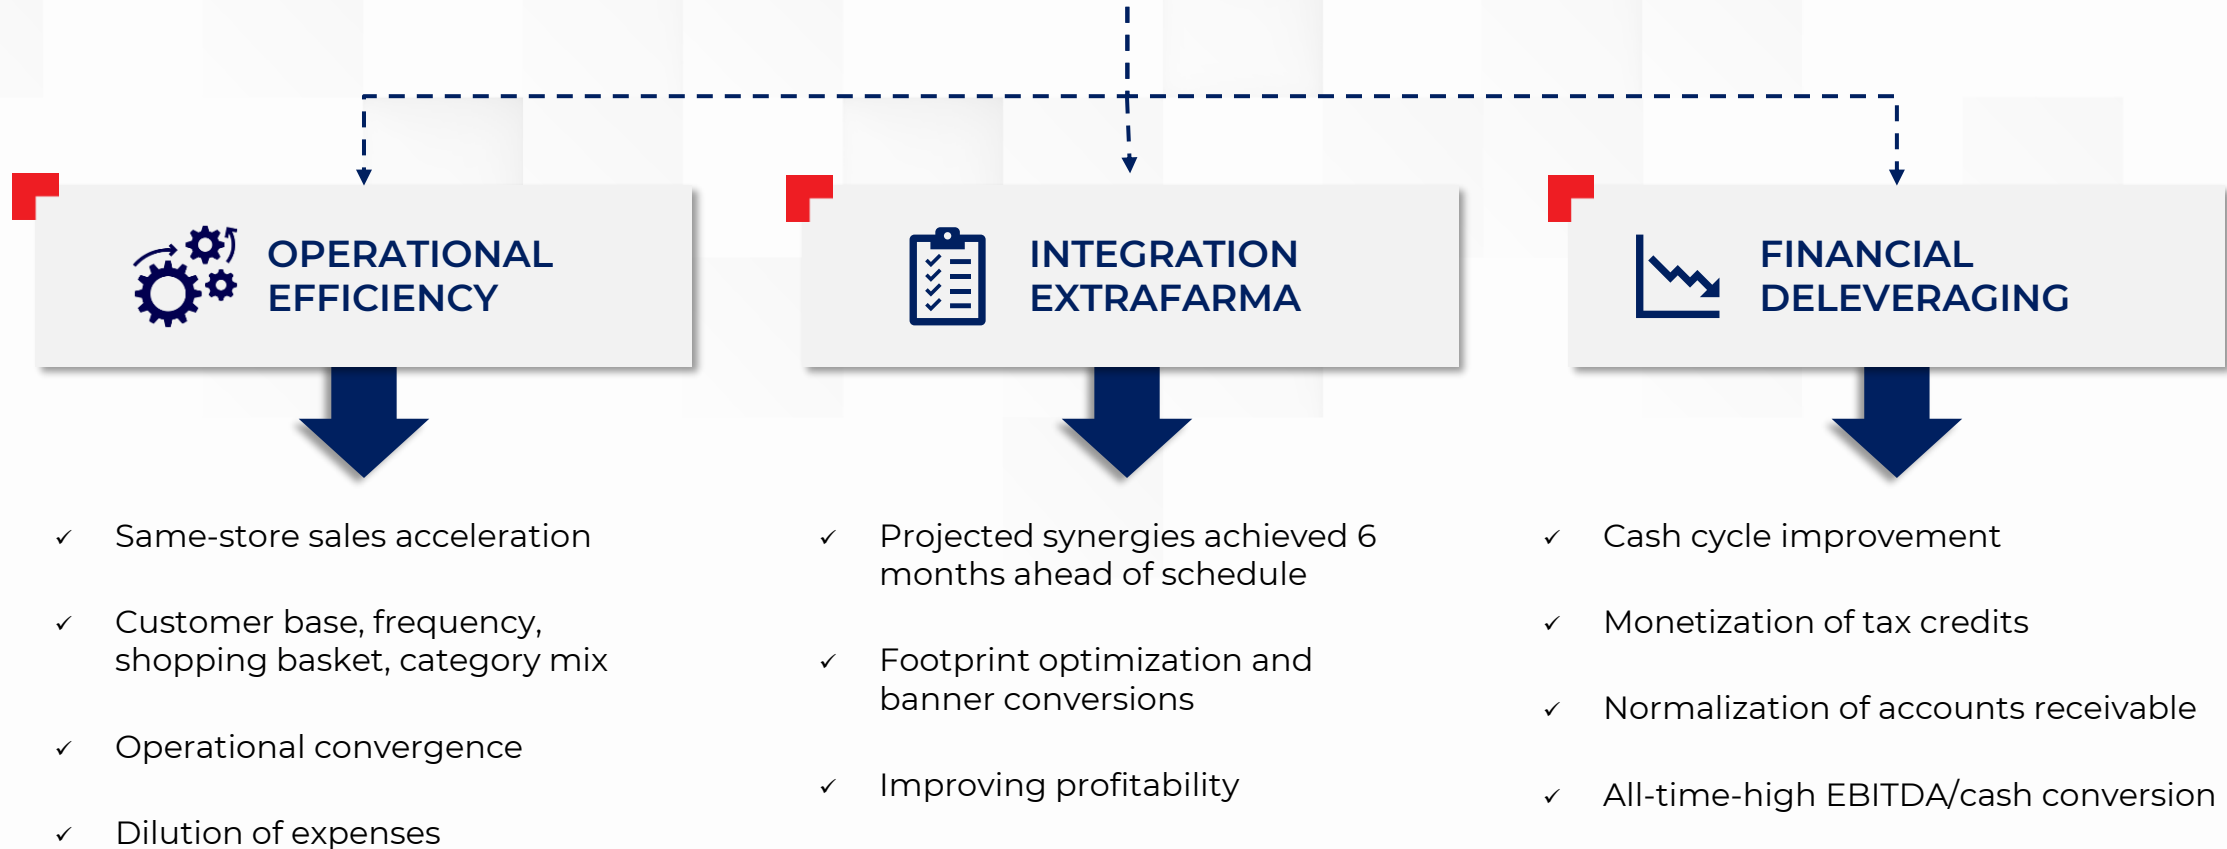 OPERATIONAL
EFFICIENCY
Same-store sales acceleration
Customer base, frequency,
shopping basket, category mix
Operational convergence
Dilution of expenses
INTEGRATION
EXTRAFARMA
Projected synergies achieved 6
months ahead of schedule
Footprint optimization and
banner conversions
Improving profitability
FINANCIAL
DELEVERAGING
Cash cycle improvement
Monetization of tax credits
Normalization of accounts receivable
All-time-high EBITDA/cash conversion